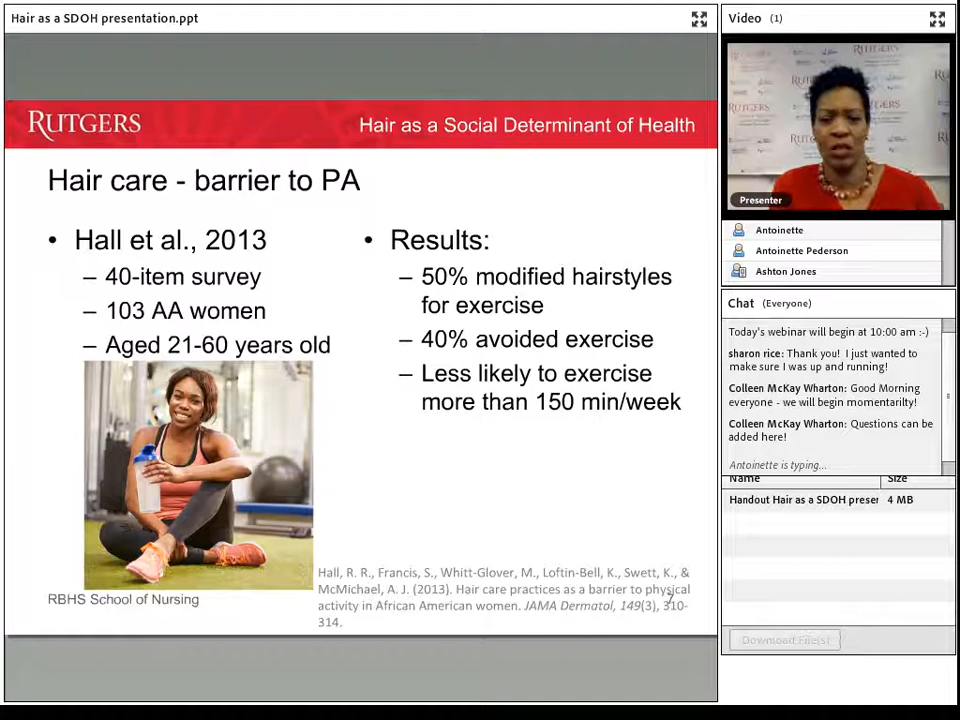 Hair as a SDOH presentation.ppt
RUTGERS
Hair as a Social Determinant of Health
Hair care - barrier to PA
• Hall et al., 2013
– 40-item survey
– 103 AA women
– Aged 21-60 years old
• Results:
– 50% modified hairstyles
for exercise
– 40% avoided exercise
– Less likely to exercise
more than 150 min/week
Hall, R. R., Francis, S., Whitt-Glover, M., Loftin-Bell, K., Swett, K., &
McMichael, A. J. (2013). Hair care practices as a barrier to physical
activity in African American women. JAMA Dermatol, 149(3), 310-
314.
RBHS School of Nursing
7
Video (1)
RUTGERS
Presenter
Antoinette
Antoinette Pederson
Ashton Jones
Chat (Everyone)
Today's webinar will begin at 10:00 am :-)
sharon rice: Thank you! I just wanted to
make sure I was up and running!
Colleen McKay Wharton: Good Morning
everyone - we will begin momentarilty!
Colleen McKay Wharton: Questions can be
added here!
Antoinette is typing...
Name Size
Handout Hair as a SDOH preser 4 MB
Download File(s)